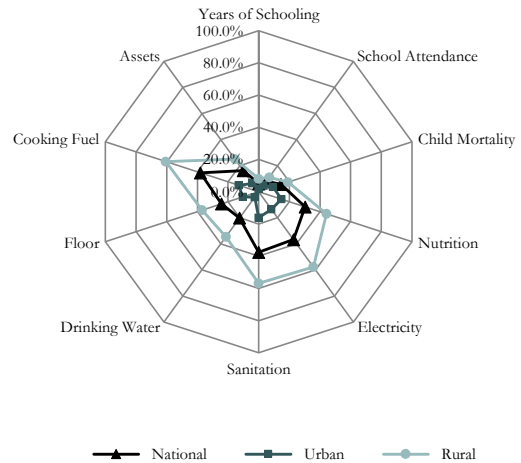 Years of Schooling
100.0%
Assets
School Attendance
80.0%
60.0%
40.0%
Cooking Fuel
Child Mortality
20.0%
0.0%
Floor
Nutrition
Drinking Water
Electricity
Sanitation
National Urban Rural